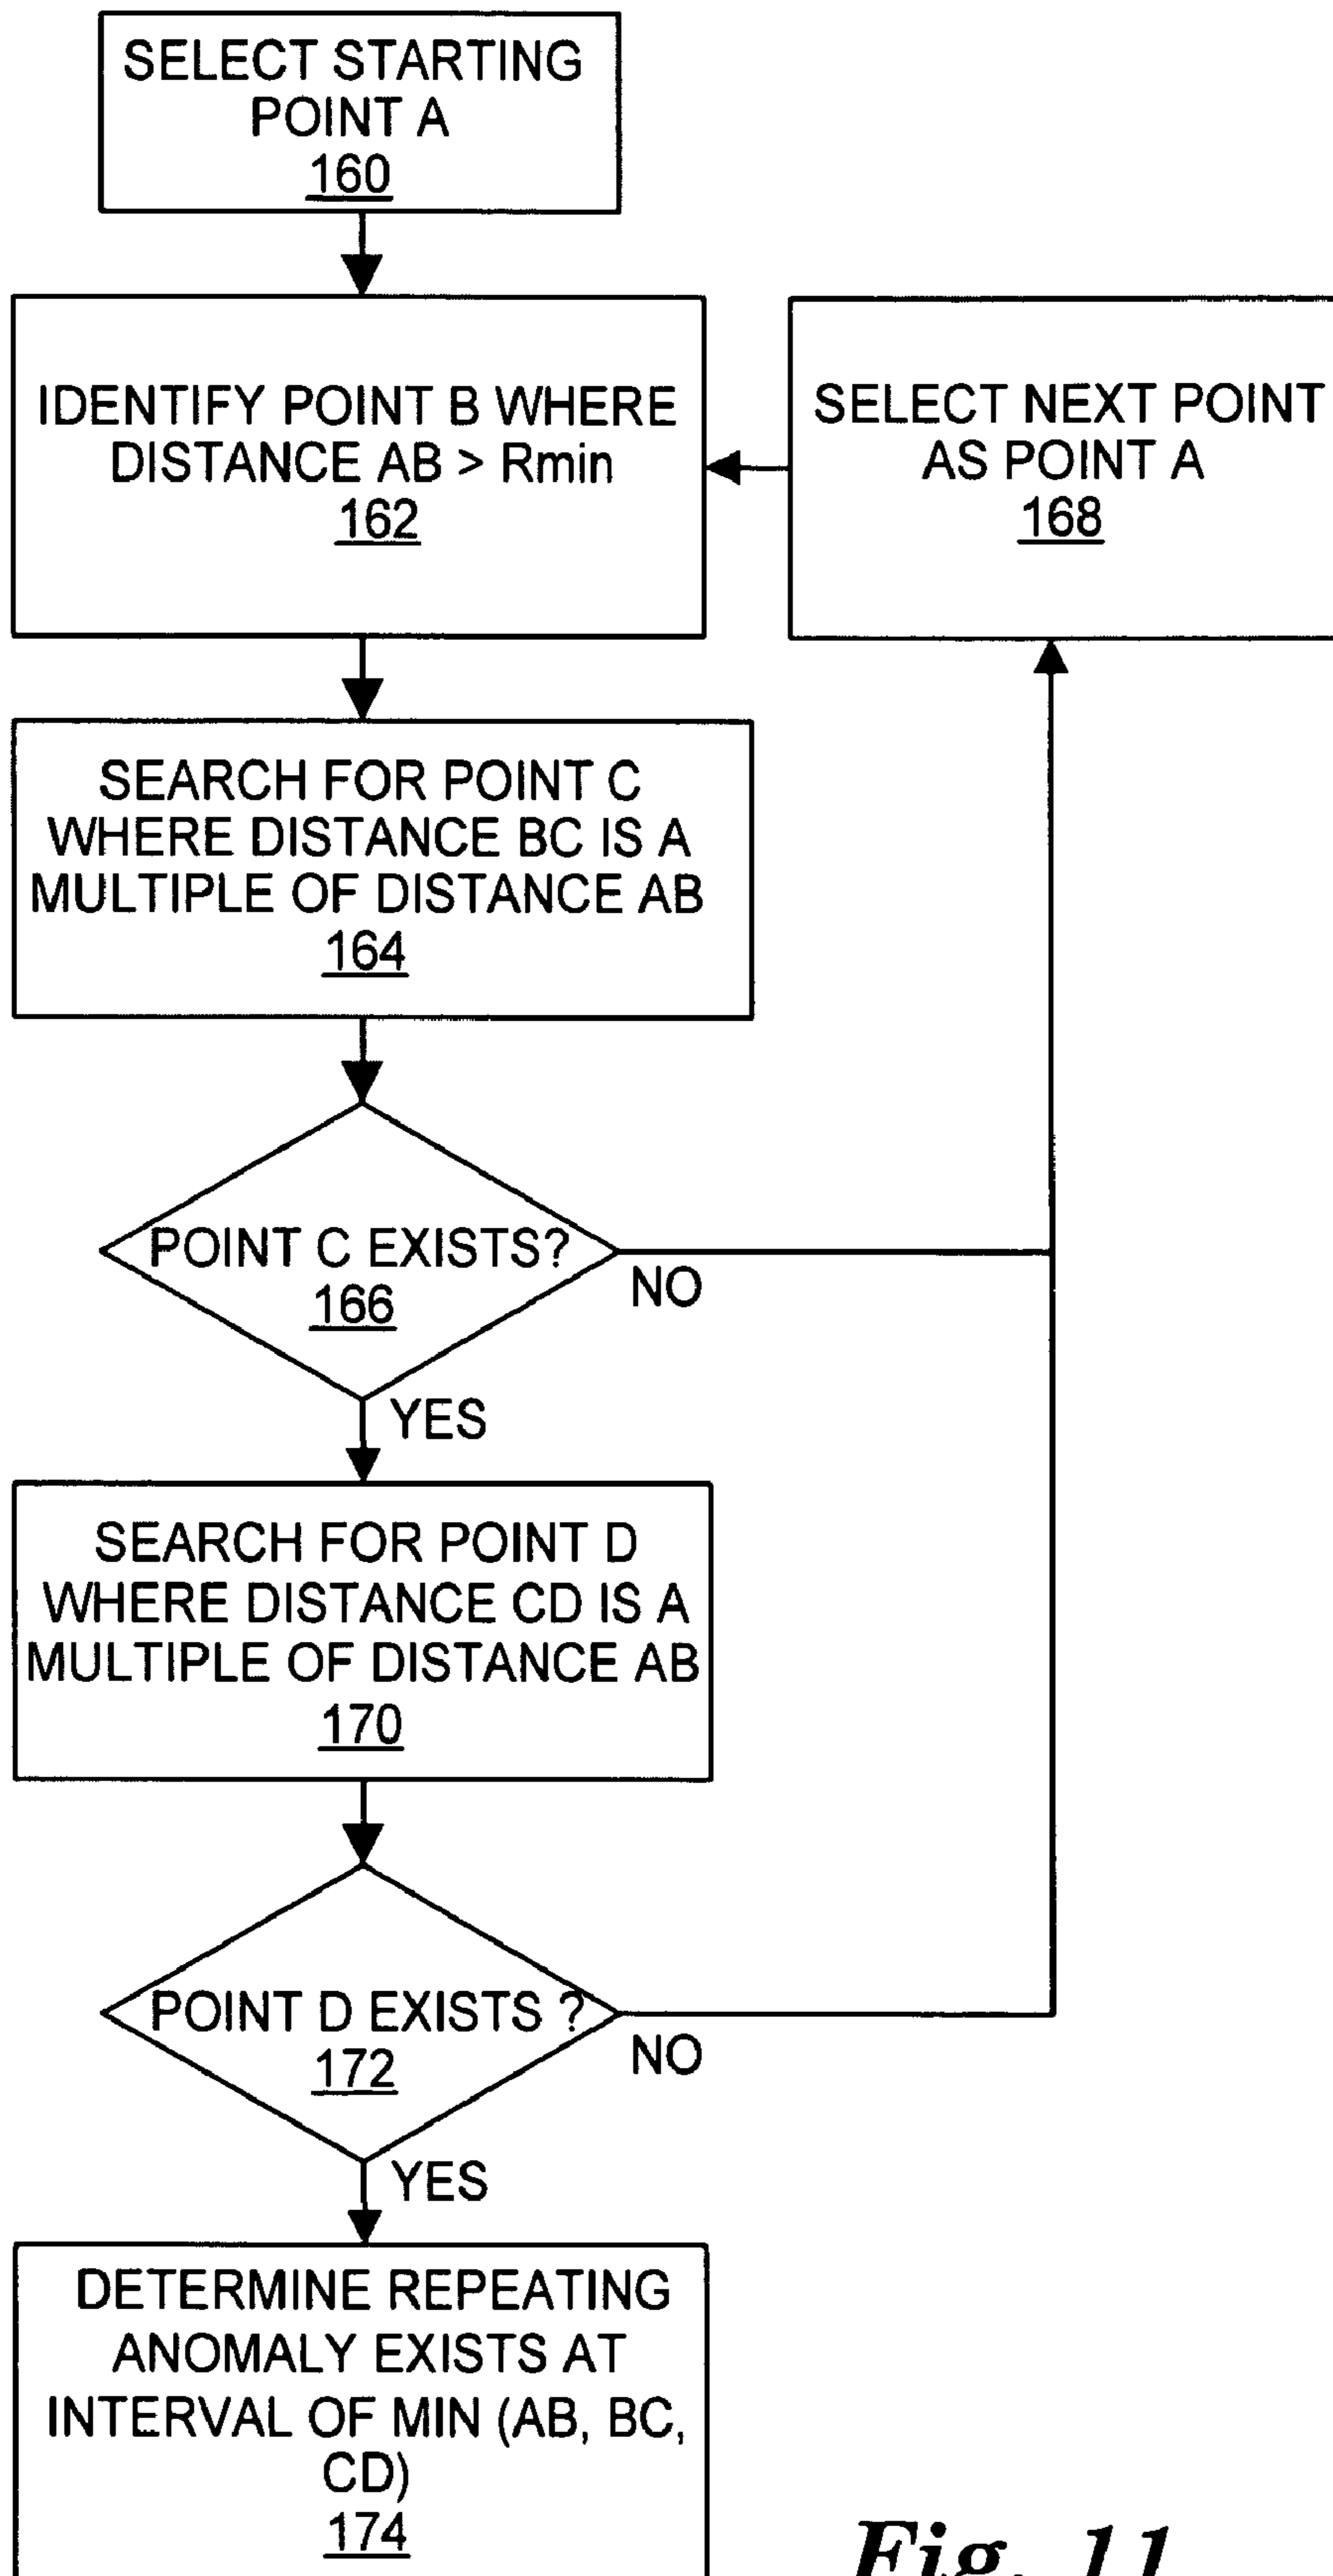 SELECT STARTING
POINT A
160
IDENTIFY POINT B WHERE
DISTANCE AB > Rmin
162
SELECT NEXT POINT
AS POINT A
168
SEARCH FOR POINT C
WHERE DISTANCE BC IS A
MULTIPLE OF DISTANCE AB
164
POINT C EXISTS?
166
NO
YES
SEARCH FOR POINT D
WHERE DISTANCE CD IS A
MULTIPLE OF DISTANCE AB
170
POINT D EXISTS ?
172
NO
YES
DETERMINE REPEATING
ANOMALY EXISTS AT
INTERVAL OF MIN (AB, BC,
CD)
174
Fig. 11